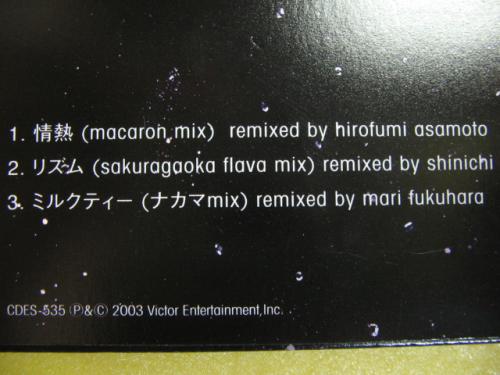 1. 情熱 (macaron mix) remixed by hirofumi asamoto
2. リズム (sakuragaoka flava mix) remixed by shinichi
3. ミルクティー (ナカマmix) remixed by mari fukuhara
CDES-535 Ⓟ&© 2003 Victor Entertainment, Inc.